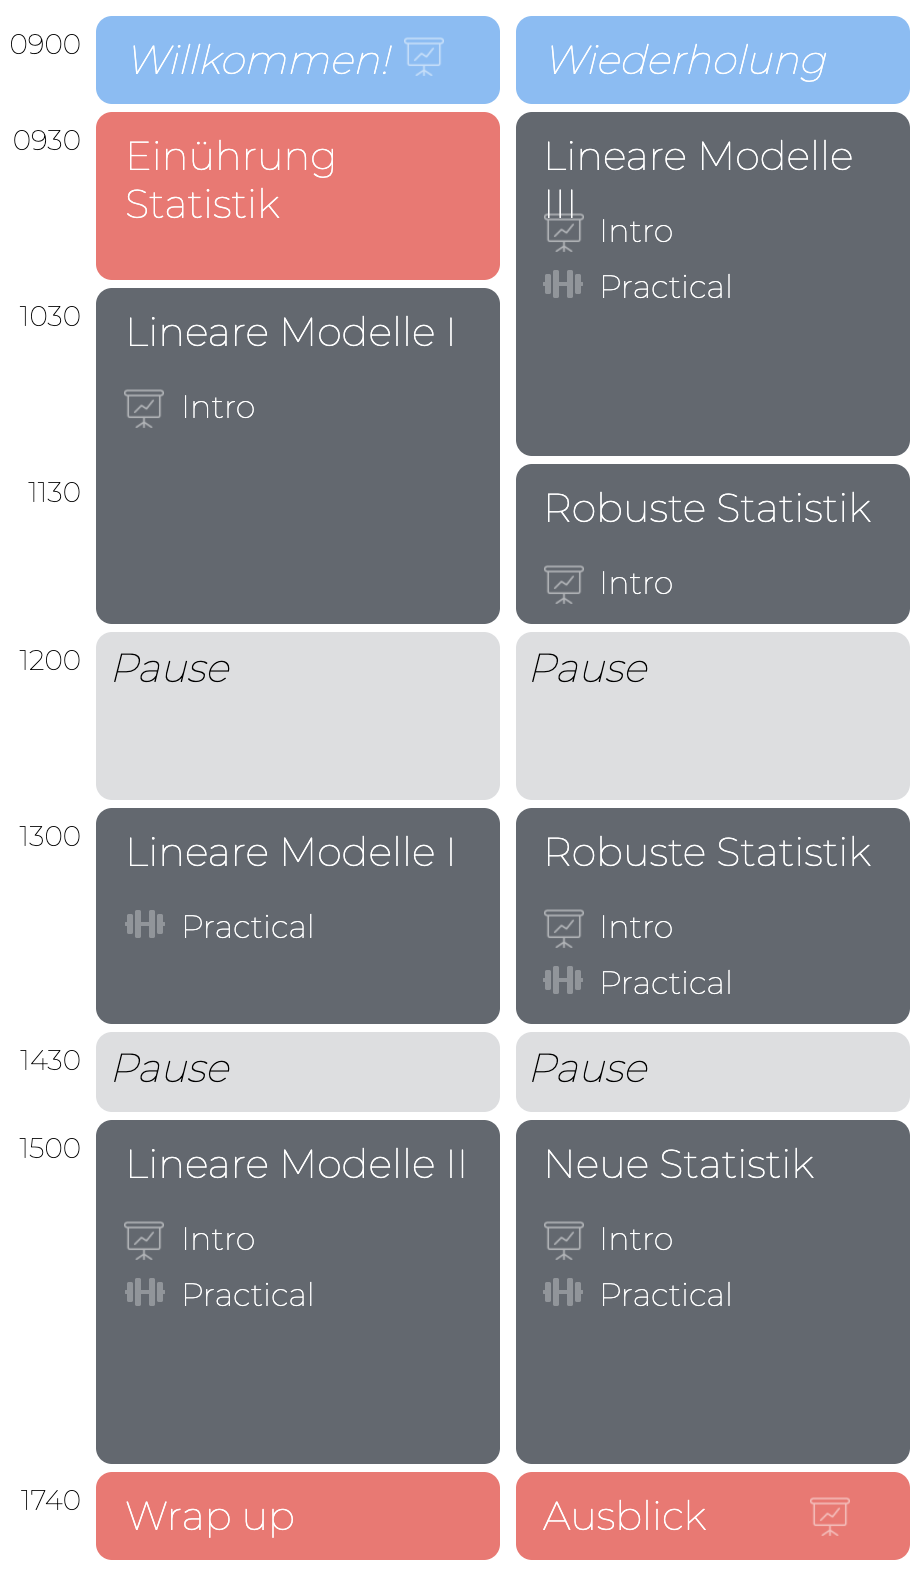 0900
Willkommen!
Wiederholung
0930
Einührung
Statistik
Lineare Modelle
III
Intro
Practical
1030
Lineare Modelle I
Intro
1130
Robuste Statistik
Intro
1200
Pause
Pause
1300
Lineare Modelle I
Practical
Robuste Statistik
Intro
Practical
1430
Pause
Pause
1500
Lineare Modelle II
Intro
Practical
Neue Statistik
Intro
Practical
1740
Wrap up
Ausblick